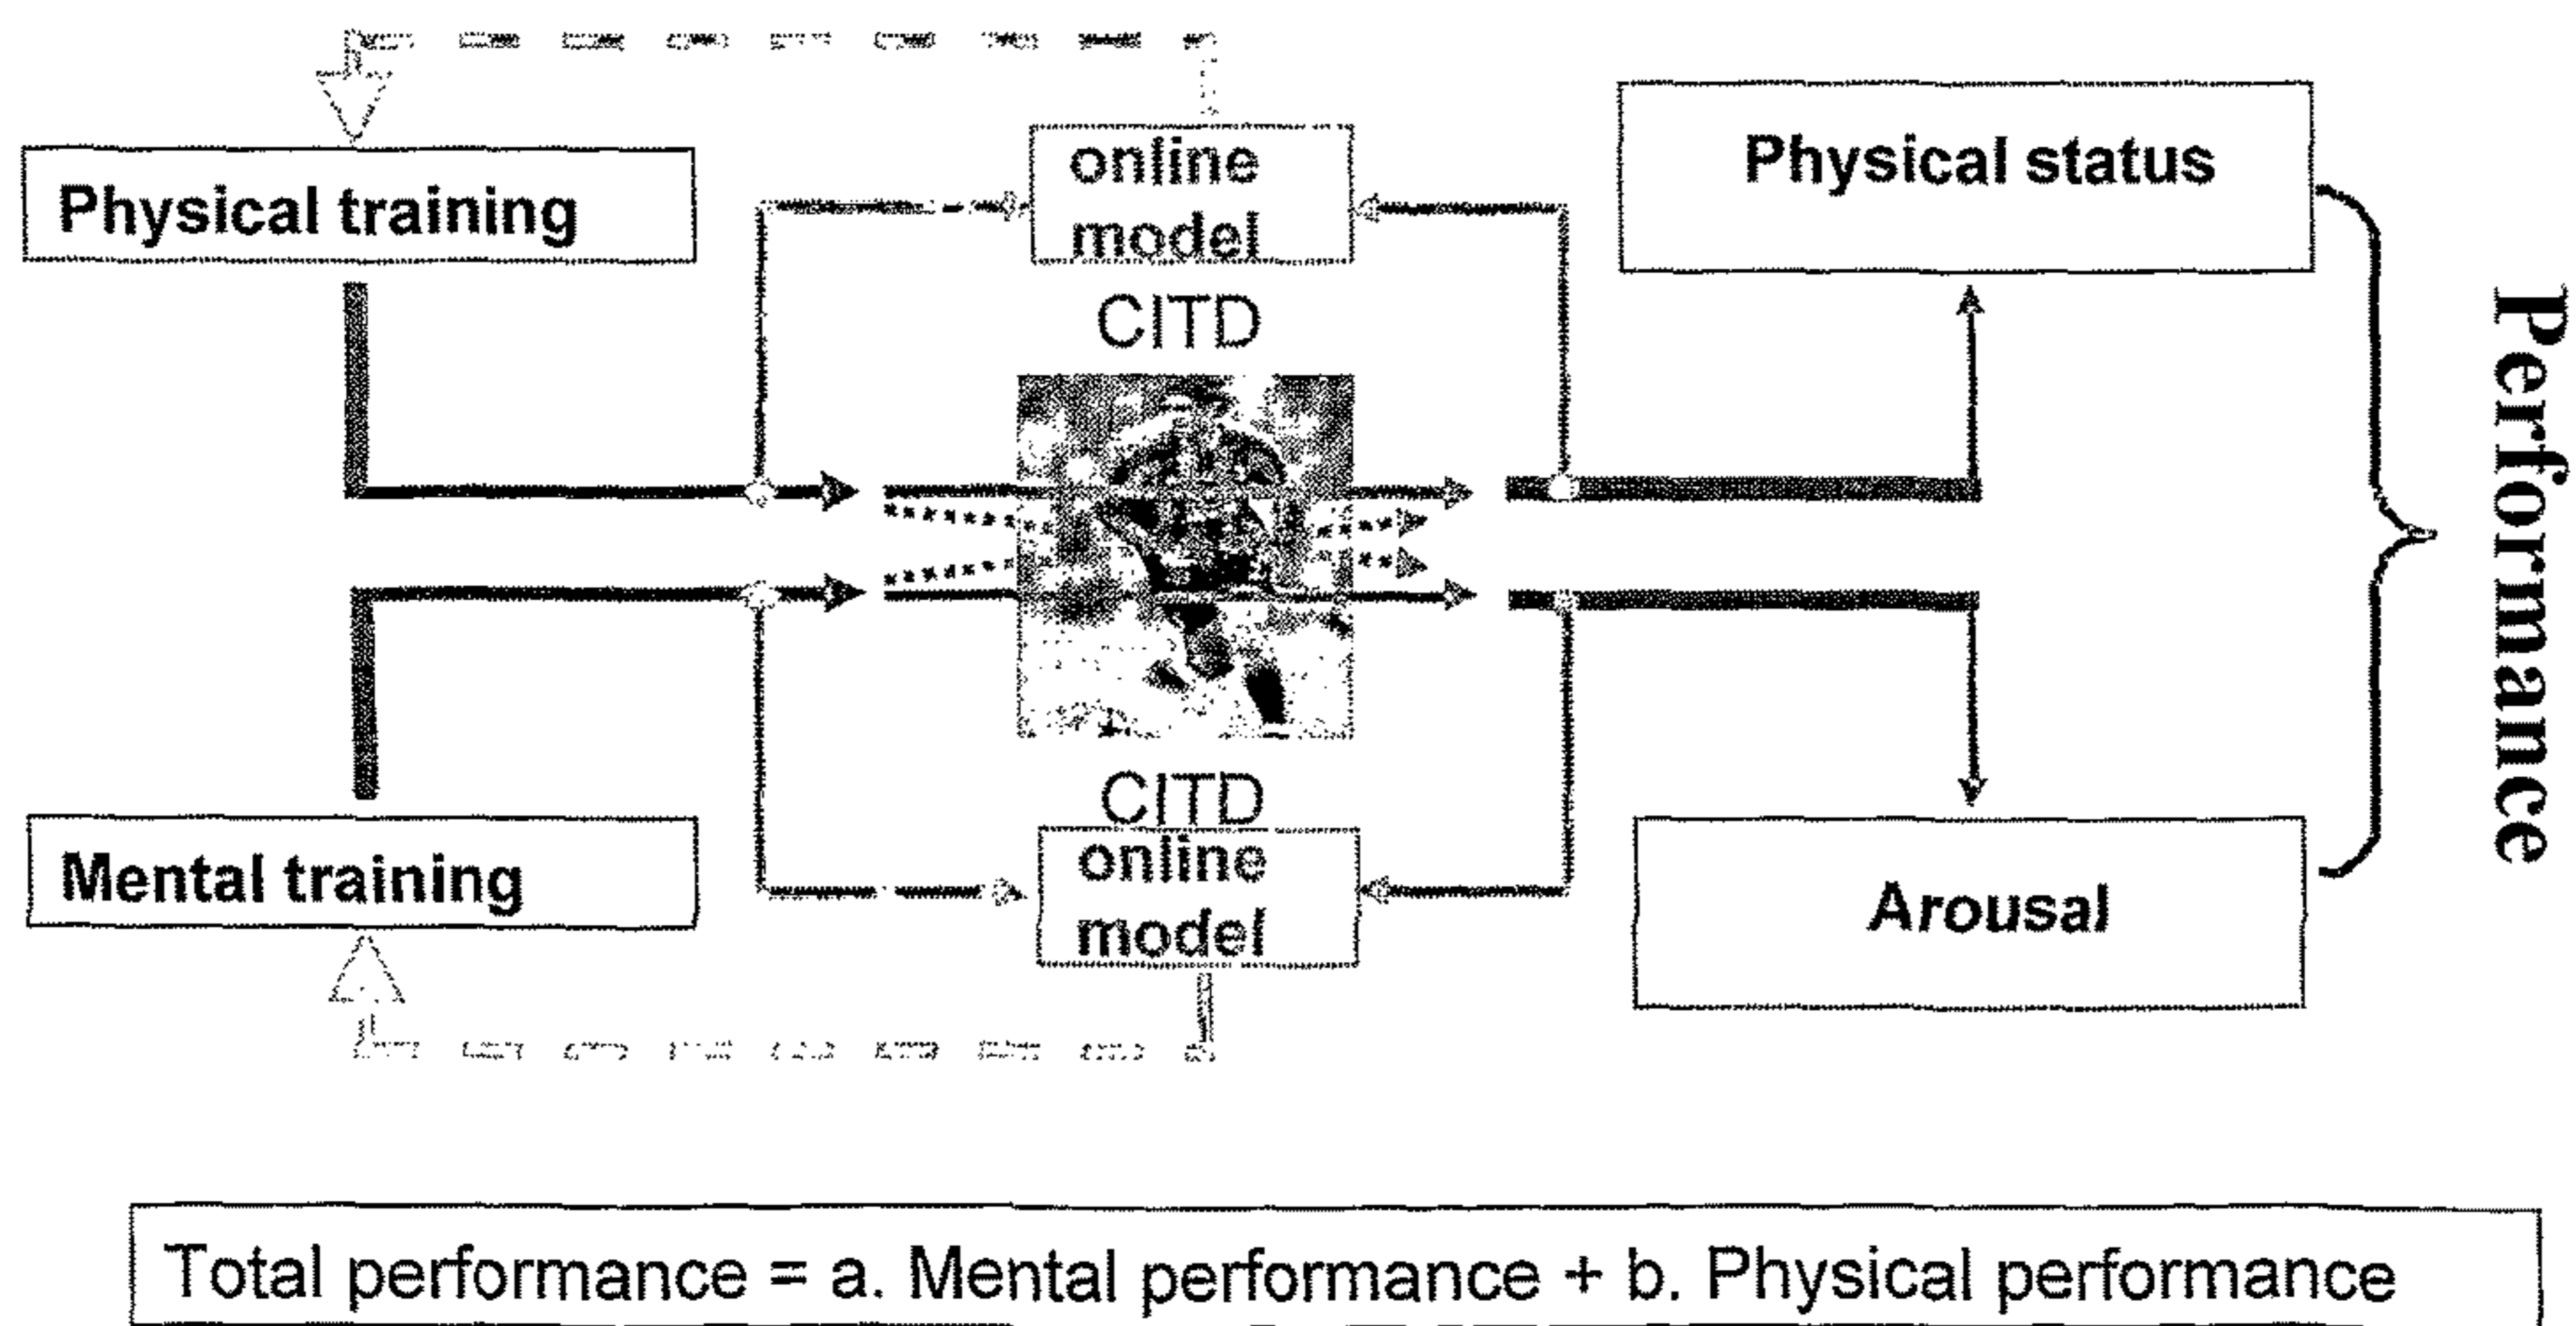 Physical training
online
model
CITD
Physical status
Performance
CITD
online
model
Mental training
Arousal
Total performance = a. Mental performance + b. Physical performance